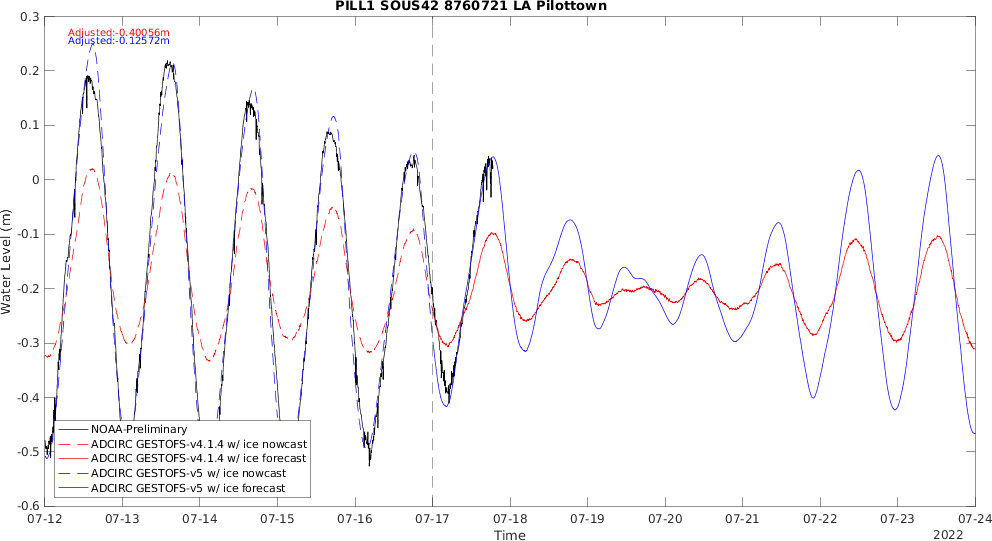 PILL1 SOUS42 8760721 LA Pilottown
Adjusted:-0.40056m
Adjusted:-0.12572m
0.3
0.2
0.1
0
-0.1
-0.2
-0.3
-0.4
-0.5
-0.6
Water Level (m)
NOAA-Preliminary
ADCIRC GESTOFS-v4.1.4 w/ ice nowcast
ADCIRC GESTOFS-v4.1.4 w/ ice forecast
ADCIRC GESTOFS-v5 w/ ice nowcast
ADCIRC GESTOFS-v5 w/ ice forecast
07-12 07-13 07-14 07-15 07-16 07-17 07-18 07-19 07-20 07-21 07-22 07-23 07-24
Time
2022